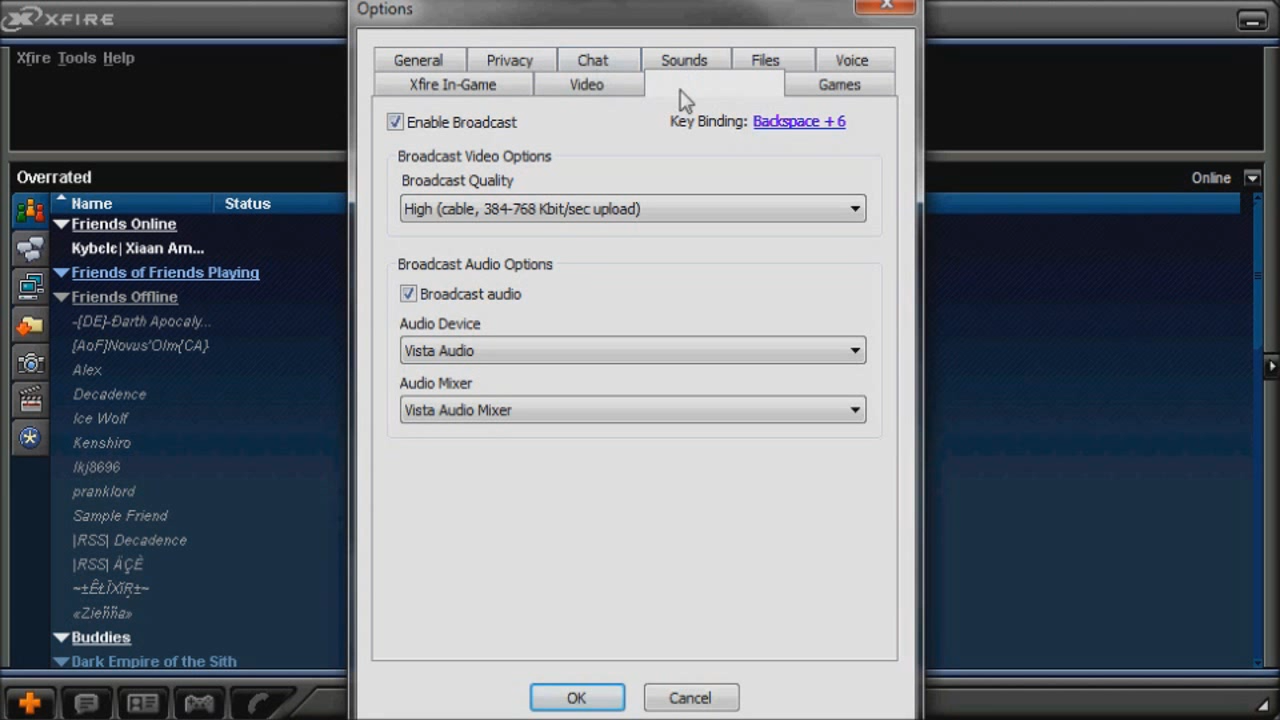 Options
XFIRE
Xfire Tools Help
General Privacy Chat Sounds Files Voice
Xfire In-Game Video Games
Enable Broadcast
Key Binding: Backspace + 6
Broadcast Video Options
Broadcast Quality
High (cable, 384-768 Kbit/sec upload)
Broadcast Audio Options
Broadcast audio
Audio Device
Vista Audio
Audio Mixer
Vista Audio Mixer
OK Cancel
Overrated
Online
Name Status
Friends Online
Kybele| Xiaan Am...
Friends of Friends Playing
Friends Offline
-{DE}-Đarth Apocaly...
{AoF}Novus'Olm{CA}
Alex
Decadence
Ice Wolf
Kenshiro
lkj8696
pranklord
Sample Friend
|RSS| Decadence
|RSS| ÄÇÈ
Buddies
Dark Empire of the Sith